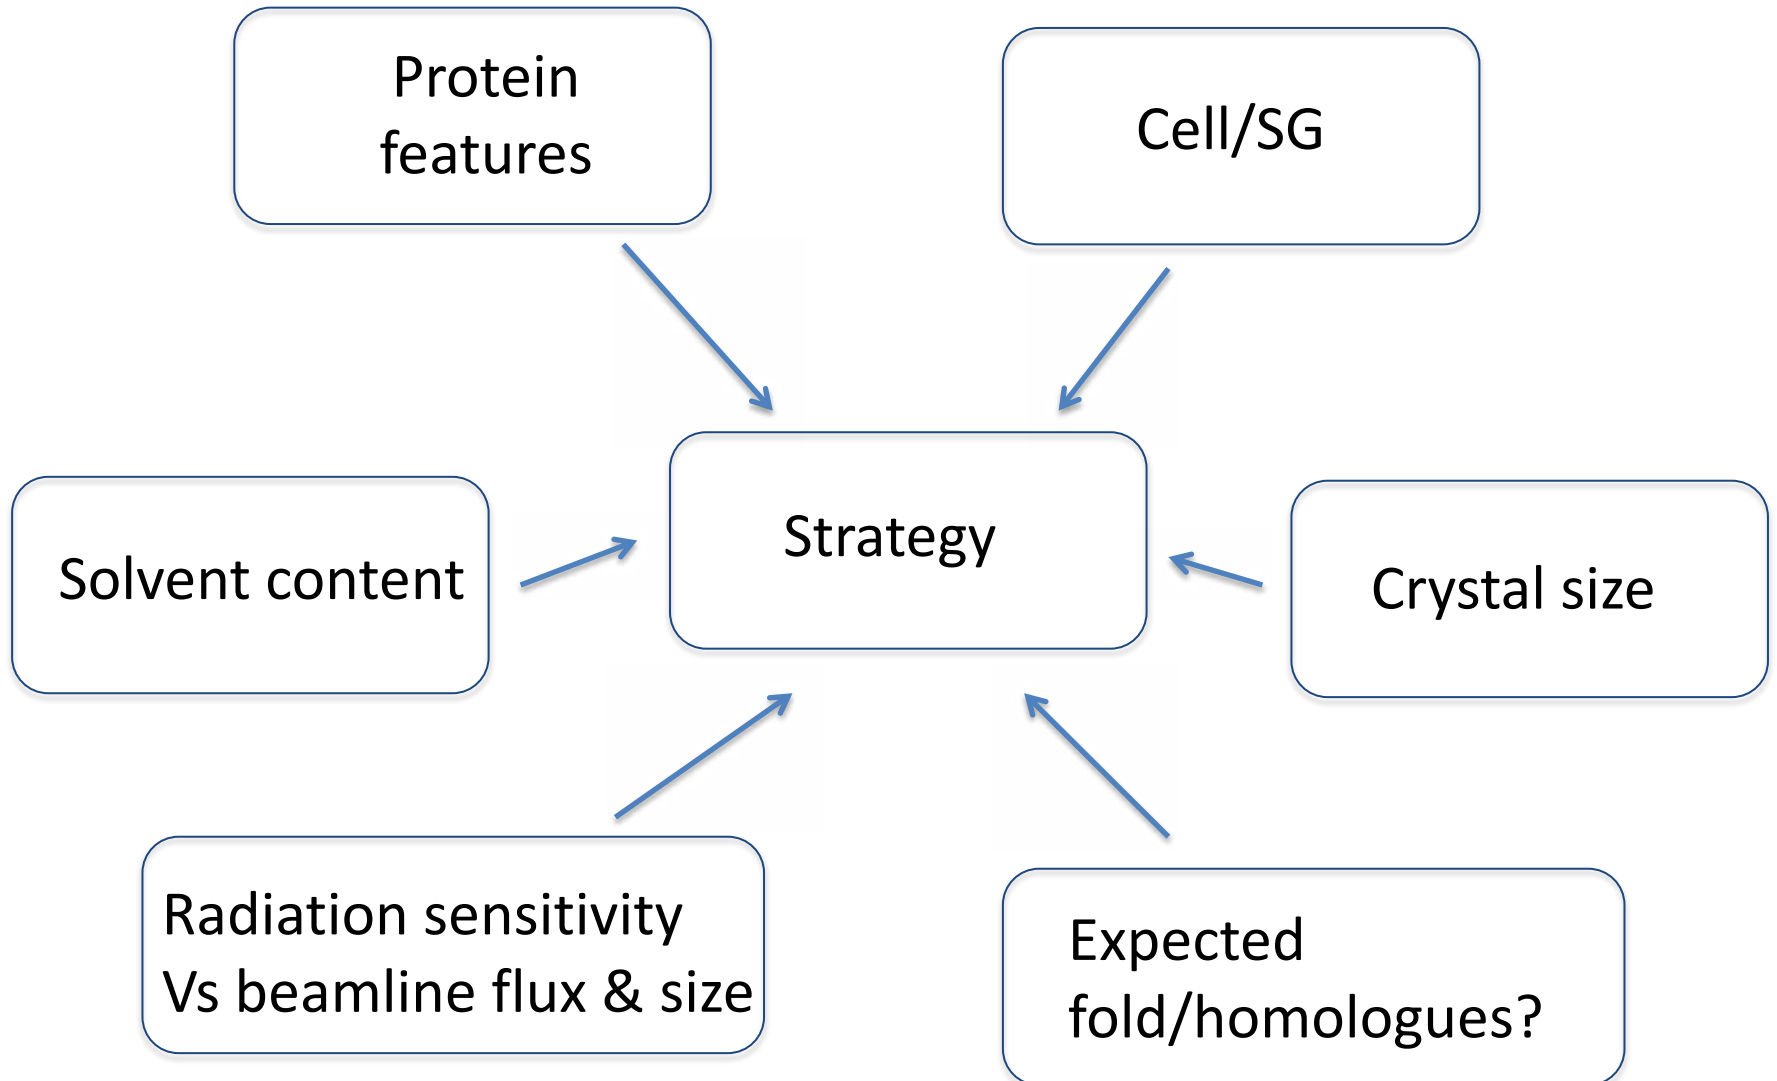 Protein
features
Cell/SG
Strategy
Solvent content
Crystal size
Radiation sensitivity
Vs beamline flux & size
Expected
fold/homologues?